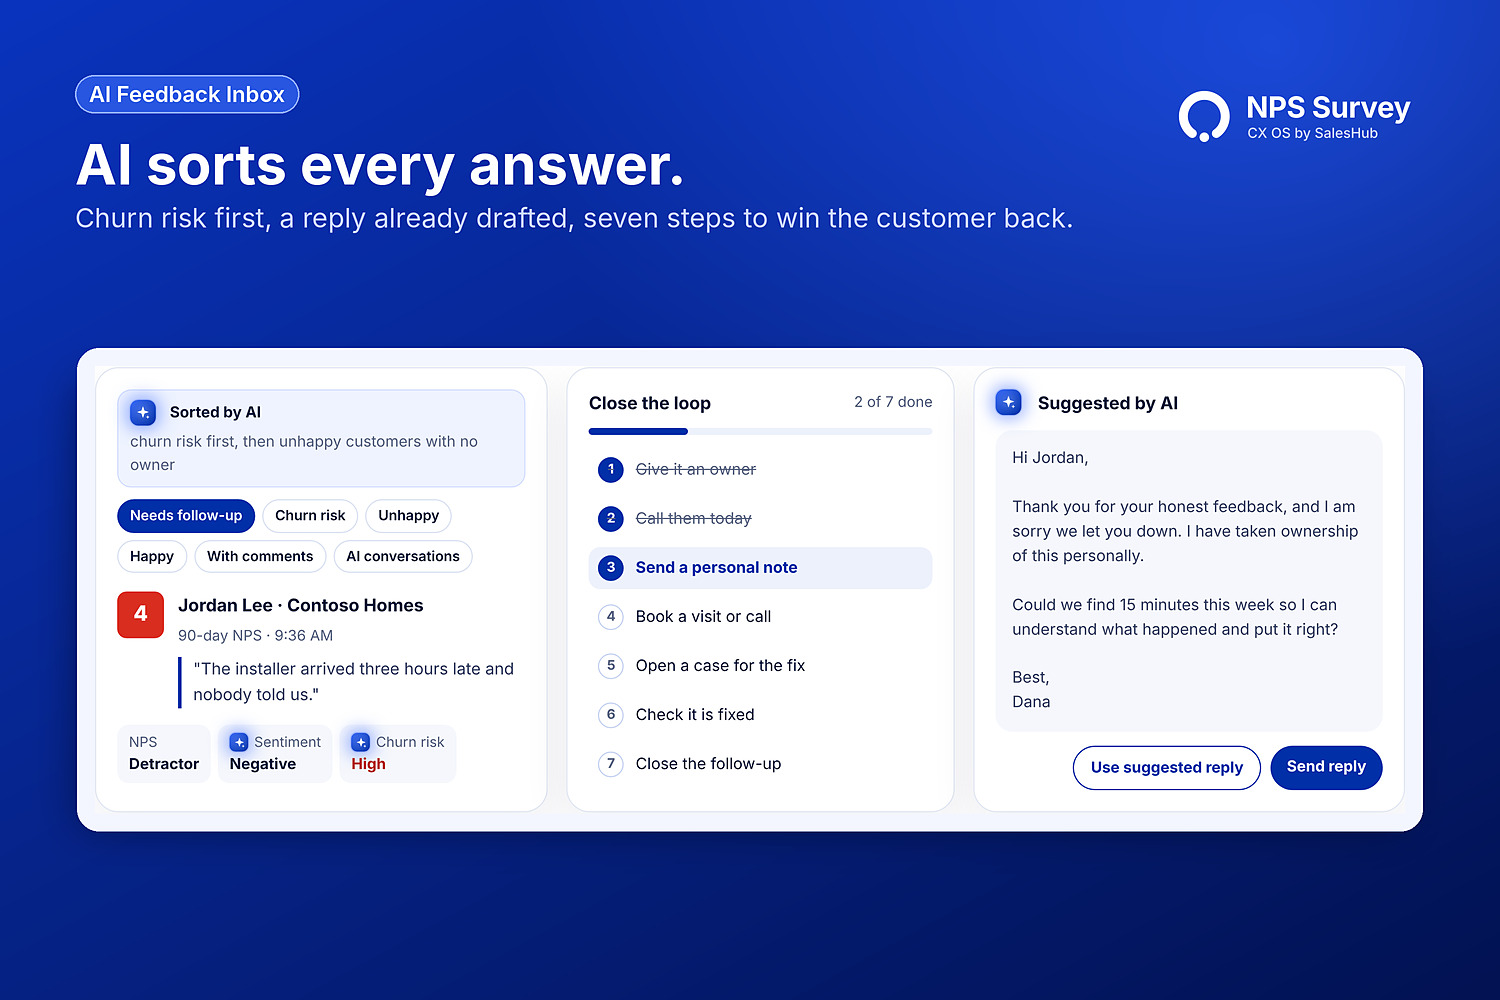 AI Feedback Inbox
AI sorts every answer.
Churn risk first, a reply already drafted, seven steps to win the customer back.
NPS Survey
CX OS by SalesHub
Sorted by AI
churn risk first, then unhappy customers with no
owner
Needs follow-up
Churn risk
Unhappy
Happy
With comments
AI conversations
4
Jordan Lee · Contoso Homes
90-day NPS · 9:36 AM
"The installer arrived three hours late and
nobody told us."
NPS
Detractor
Sentiment
Negative
Churn risk
High
Close the loop
2 of 7 done
1 Give it an owner
2 Call them today
3 Send a personal note
4 Book a visit or call
5 Open a case for the fix
6 Check it is fixed
7 Close the follow-up
Suggested by AI
Hi Jordan,
Thank you for your honest feedback, and I am
sorry we let you down. I have taken ownership
of this personally.
Could we find 15 minutes this week so I can
understand what happened and put it right?
Best,
Dana
Use suggested reply
Send reply